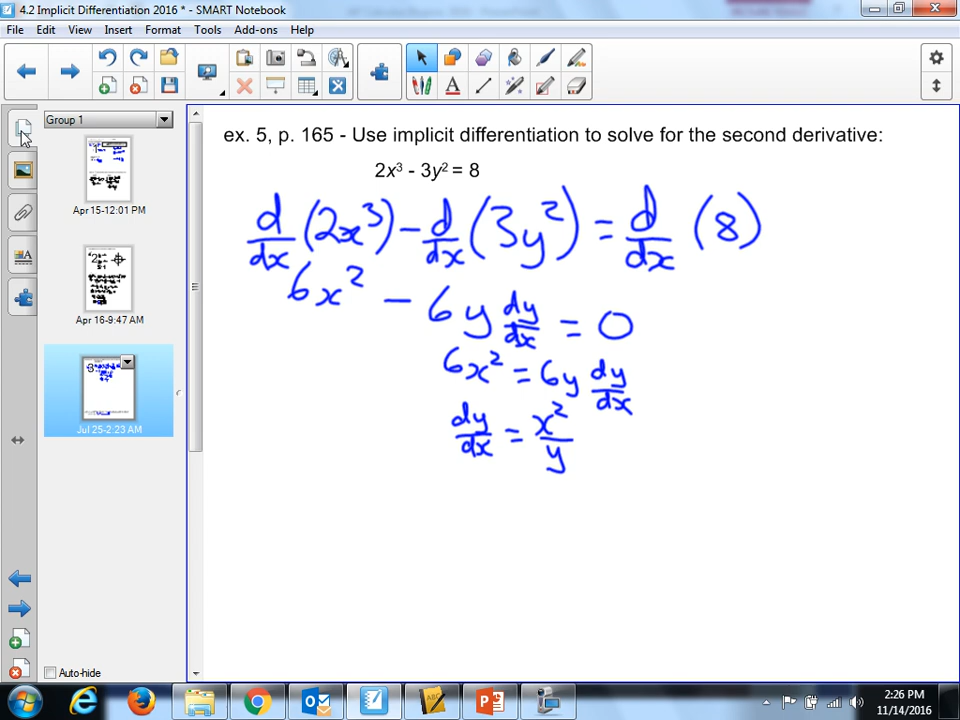 4.2 Implicit Differentiation 2016 * - SMART Notebook
File Edit View Insert Format Tools Add-ons Help
Group 1
Apr 15-12:01 PM
Apr 16-9:47 AM
Jul 25-2:23 AM
Auto-hide
ex. 5, p. 165 - Use implicit differentiation to solve for the second derivative:
2x³ - 3y² = 8
d/dx (2x³) - d/dx (3y²) = d/dx (8)
6x² - 6y dy/dx = 0
6x² = 6y dy/dx
dy/dx = x²/y
2:26 PM
11/14/2016